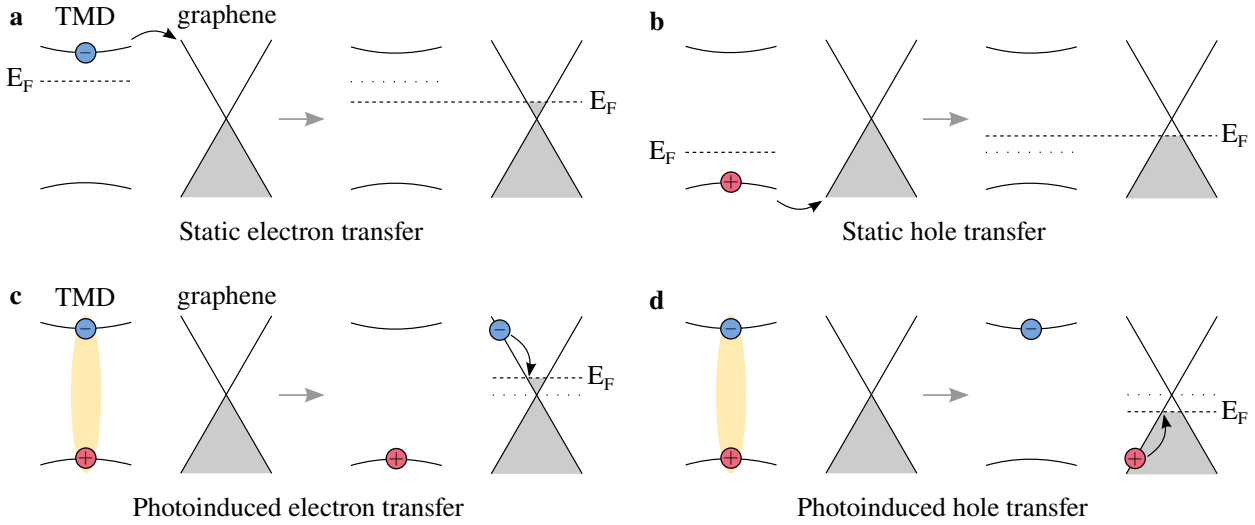 a
TMD
graphene
−
E_F
E_F
Static electron transfer
b
E_F
+
E_F
Static hole transfer
c
TMD
graphene
−
+
−
+
E_F
Photoinduced electron transfer
d
−
+
−
+
E_F
Photoinduced hole transfer